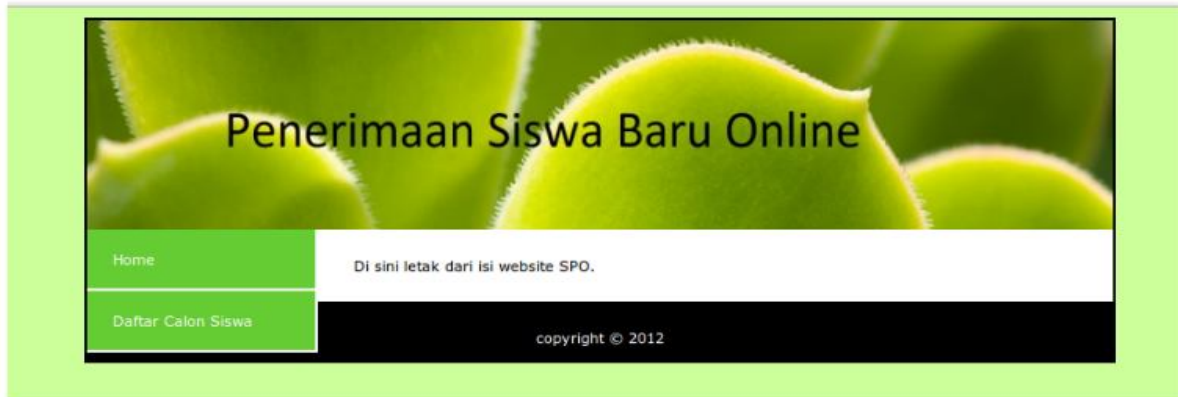 Penerimaan Siswa Baru Online
Home
Di sini letak dari isi website SPO.
Daftar Calon Siswa
copyright © 2012